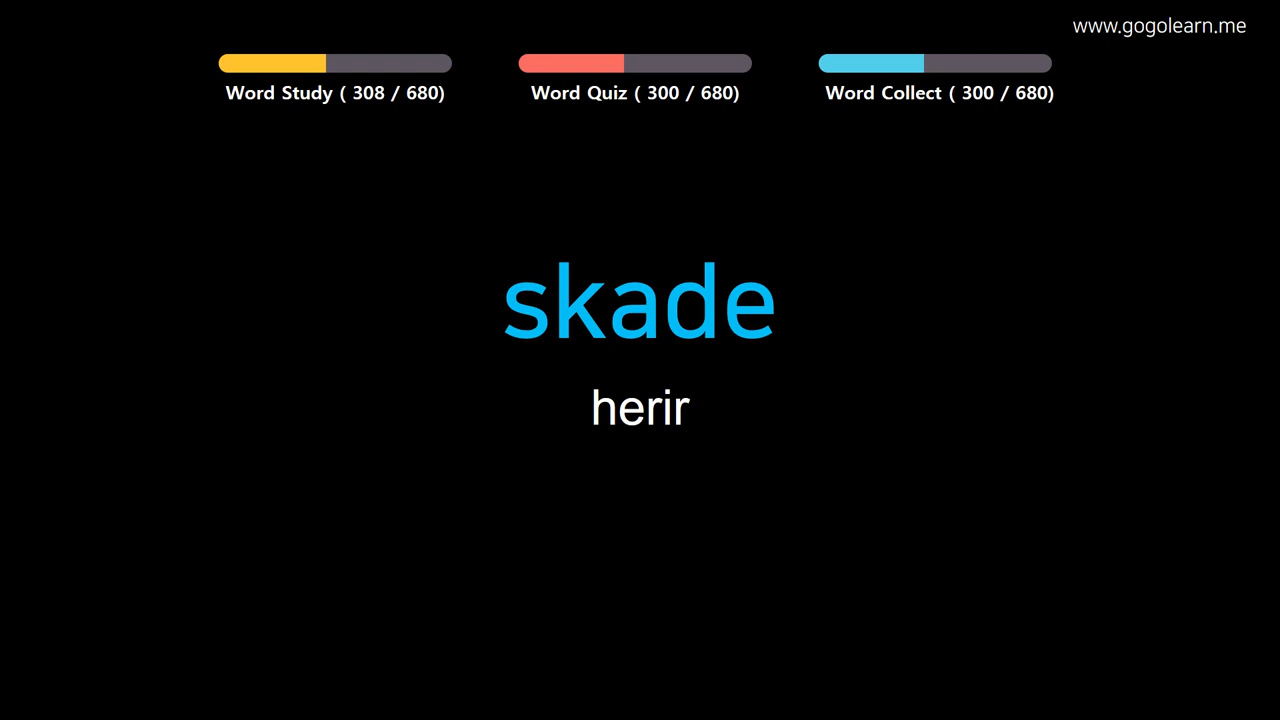 www.gogolearn.me
Word Study ( 308 / 680)
Word Quiz ( 300 / 680)
Word Collect ( 300 / 680)
skade
herir